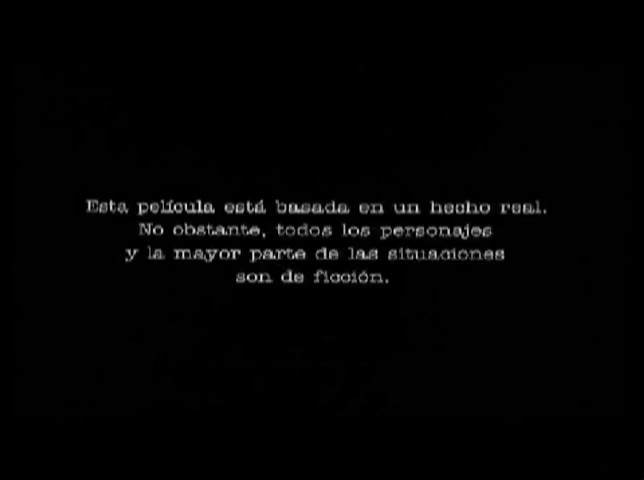 Esta película está basada en un hecho real.
No obstante, todos los personajes
y la mayor parte de las situaciones
son de ficción.